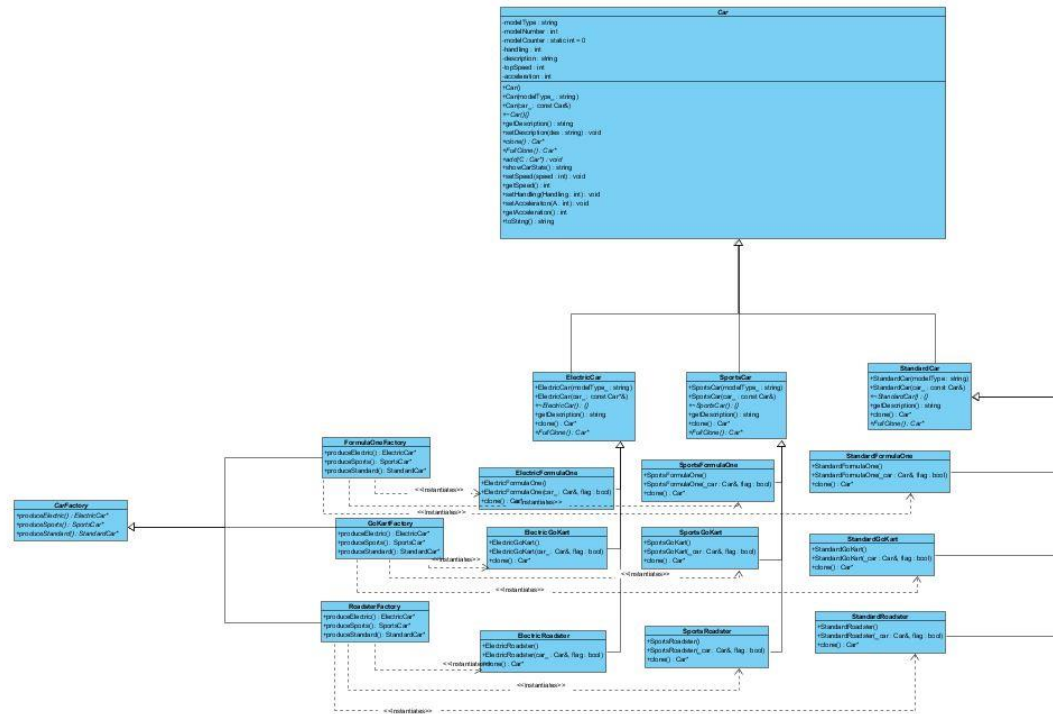 Car
-modelType : string
-modelNumber : int
-modelCounter : static int = 0
-handling : int
-description : string
-topSpeed : int
-acceleration : int
+Car()
+Car(modelType_ : string)
+Car(car_ : const Car&)
+~Car(){}
+getDescription() : string
+setDescription(des : string) : void
+clone() : Car*
+FullClone() : Car*
+add(C : Car*) : void
+showCarStats() : string
+setSpeed(speed : int) : void
+getSpeed() : int
+setHandling(Handling : int) : void
+setAcceleration(A : int) : void
+getAcceleration() : int
+toString() : string
ElectricCar
+ElectricCar(modelType_ : string)
+ElectricCar(car_ : const Car*&)
+~ElectricCar() : {}
+getDescription() : string
+clone() : Car*
+FullClone() : Car*
SportsCar
+SportsCar(modelType_ : string)
+SportsCar(car_ : const Car&)
+~SportsCar() : {}
+getDescription() : string
+clone() : Car*
+FullClone() : Car*
StandardCar
+StandardCar(modelType : string)
+StandardCar(car_ : const Car&)
+~StandardCar() : {}
+getDescription() : string
+clone() : Car*
+FullClone() : Car*
FormulaOneFactory
+produceElectric() : ElectricCar*
+produceSports() : SportsCar*
+produceStandard() : StandardCar*
ElectricFormulaOne
+ElectricFormulaOne()
+ElectricFormulaOne(car_ : Car&, flag : bool)
+clone() : Car*
SportsFormulaOne
+SportsFormulaOne()
+SportsFormulaOne(_car : Car&, flag : bool)
+clone() : Car*
StandardFormulaOne
+StandardFormulaOne()
+StandardFormulaOne(_car : Car&, flag : bool)
+clone() : Car*
<<Instantiates>>
<<Instantiates>>
<<Instantiates>>
CarFactory
+produceElectric() : ElectricCar*
+produceSports() : SportsCar*
+produceStandard() : StandardCar*
GoKartFactory
+produceElectric() : ElectricCar*
+produceSports() : SportsCar*
+produceStandard() : StandardCar*
ElectricGoKart
+ElectricGoKart()
+ElectricGoKart(car_ : Car&, flag : bool)
+clone() : Car*
SportsGoKart
+SportsGoKart()
+SportsGoKart(_car : Car&, flag : bool)
+clone() : Car*
StandardGoKart
+StandardGoKart()
+StandardGoKart(_car : Car&, flag : bool)
+clone() : Car*
<<Instantiates>>
<<Instantiates>>
<<Instantiates>>
RoadsterFactory
+produceElectric() : ElectricCar*
+produceSports() : SportsCar*
+produceStandard() : StandardCar*
ElectricRoadster
+ElectricRoadster()
+ElectricRoadster(car_ : Car&, flag : bool)
+clone() : Car*
SportsRoadster
+SportsRoadster()
+SportsRoadster(_car : Car&, flag : bool)
+clone() : Car*
StandardRoadster
+StandardRoadster()
+StandardRoadster(_car : Car&, flag : bool)
+clone() : Car*
<<Instantiates>>
<<Instantiates>>
<<Instantiates>>